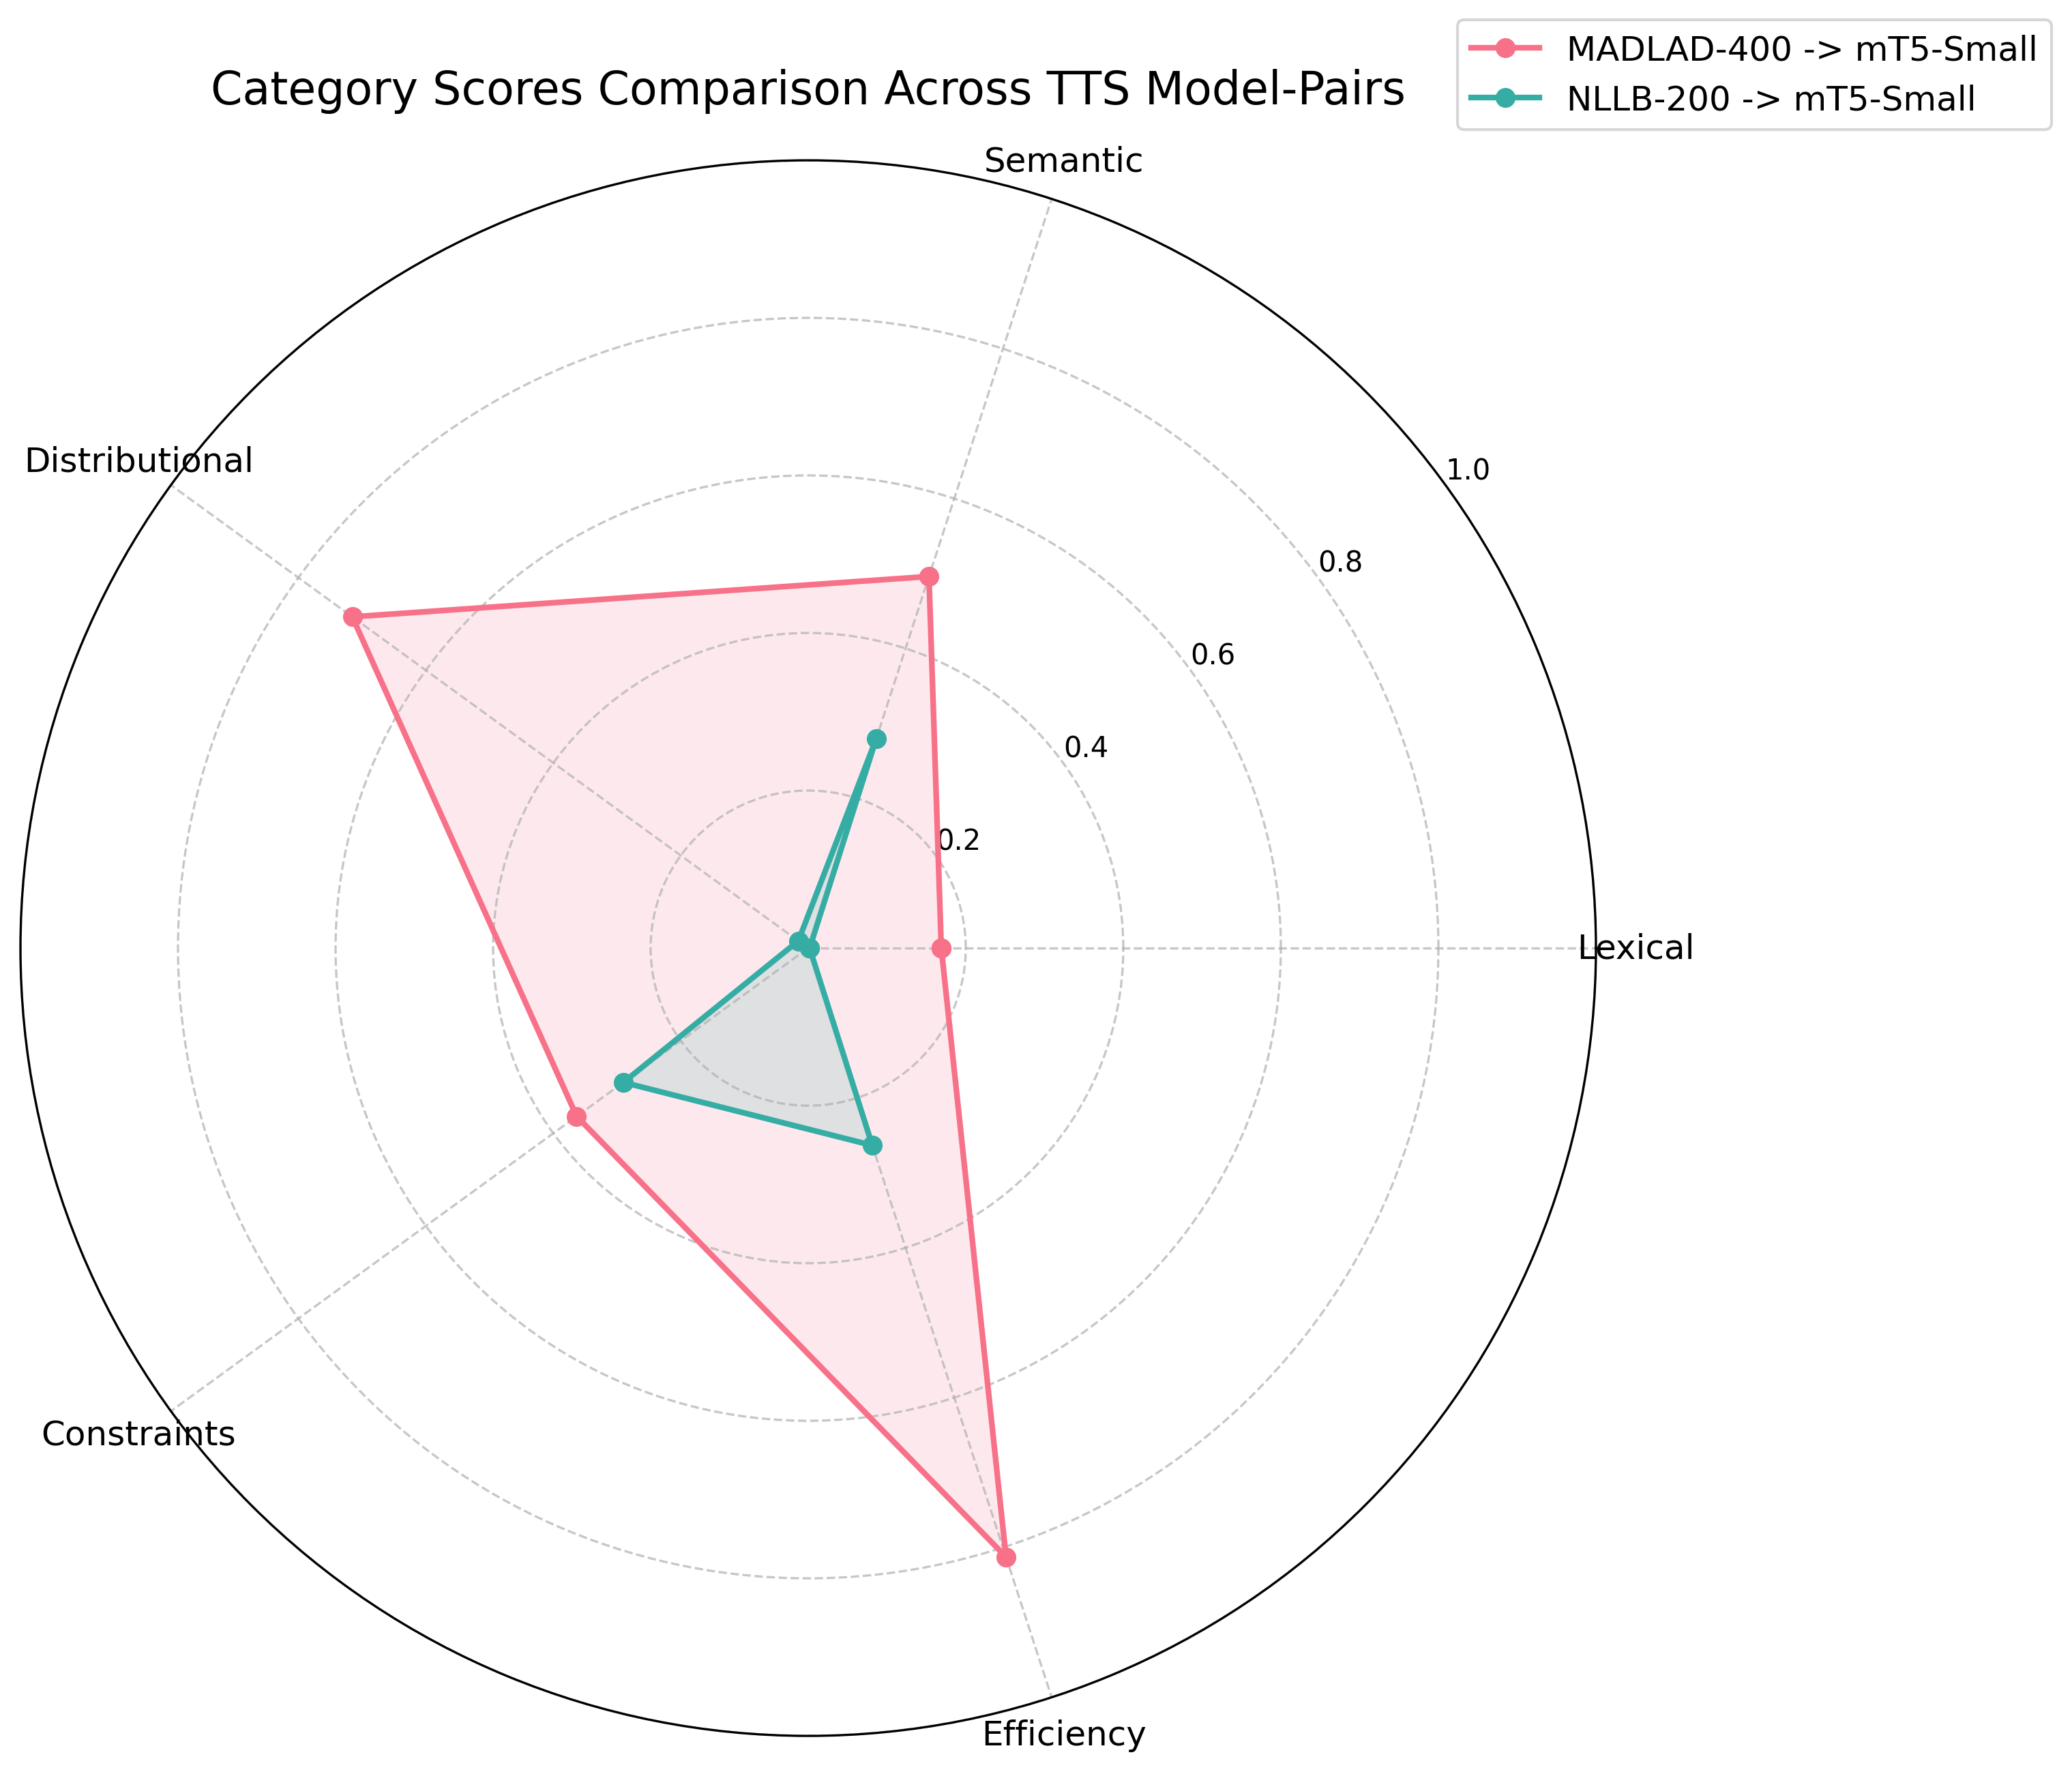 Category Scores Comparison Across TTS Model-Pairs
MADLAD-400 -> mT5-Small
NLLB-200 -> mT5-Small
Semantic
Distributional
Lexical
Constraints
Efficiency
1.0
0.8
0.6
0.4
0.2